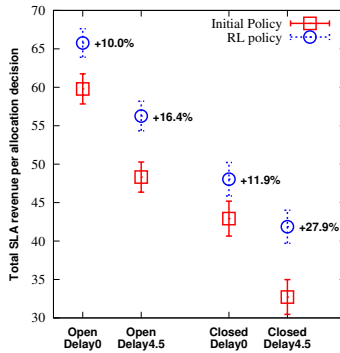 Total SLA revenue per allocation decision
70
65
60
55
50
45
40
35
30
Initial Policy
RL policy
+10.0%
+16.4%
+11.9%
+27.9%
Open Open Closed Closed
Delay0 Delay4.5 Delay0 Delay4.5